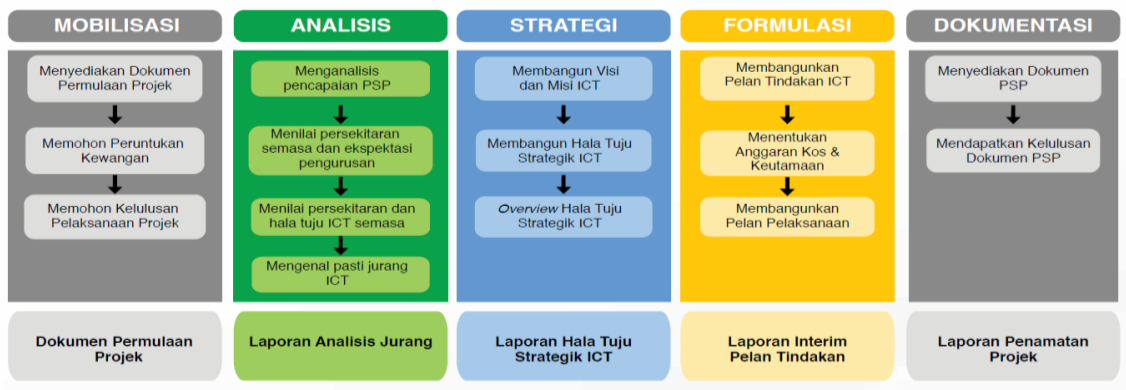 MOBILISASI
Menyediakan Dokumen
Permulaan Projek
Memohon Peruntukan
Kewangan
Memohon Kelulusan
Pelaksanaan Projek
Dokumen Permulaan
Projek
ANALISIS
Menganalisis
pencapaian PSP
Menilai persekitaran
semasa dan ekspektasi
pengurusan
Menilai persekitaran dan
hala tuju ICT semasa
Mengenal pasti jurang
ICT
Laporan Analisis Jurang
STRATEGI
Membangun Visi
dan Misi ICT
Membangun Hala Tuju
Strategik ICT
Overview Hala Tuju
Strategik ICT
Laporan Hala Tuju
Strategik ICT
FORMULASI
Membangunkan
Pelan Tindakan ICT
Menentukan
Anggaran Kos &
Keutamaan
Membangunkan
Pelan Pelaksanaan
Laporan Interim
Pelan Tindakan
DOKUMENTASI
Menyediakan Dokumen
PSP
Mendapatkan Kelulusan
Dokumen PSP
Laporan Penamatan
Projek